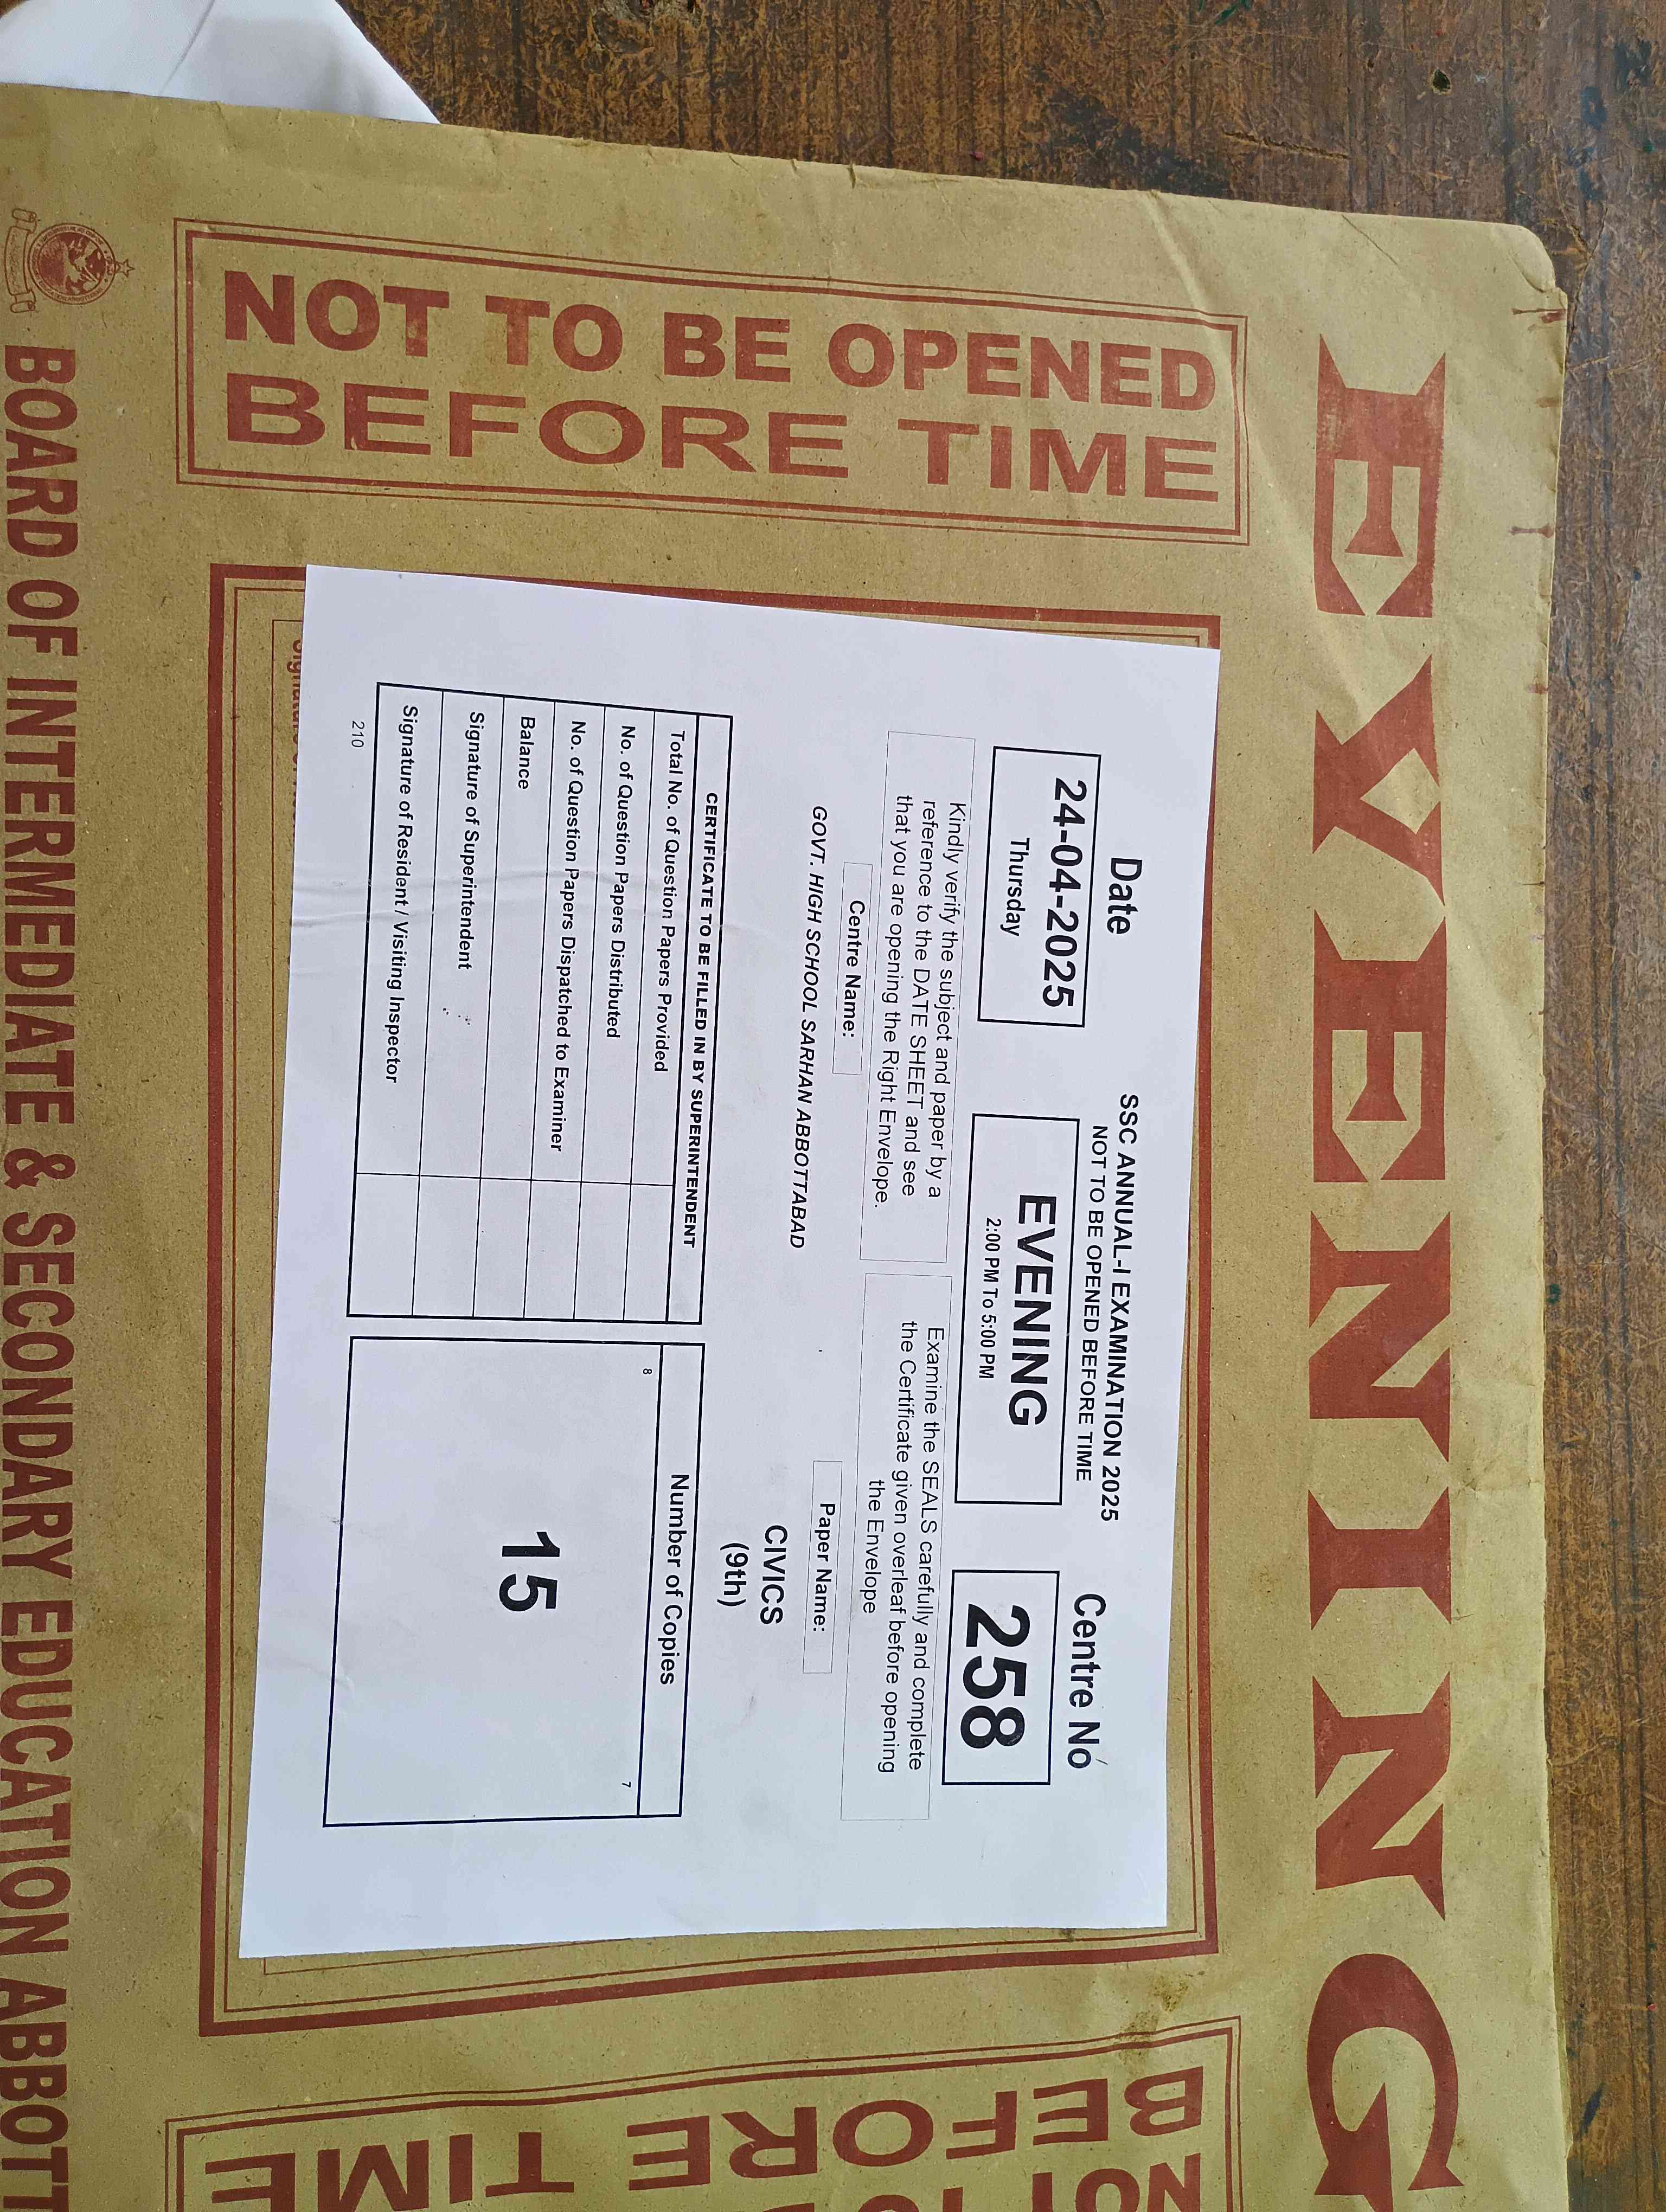 EVENING
NOT TO BE OPENED
BEFORE TIME
SSC ANNUAL-I EXAMINATION 2025
NOT TO BE OPENED BEFORE TIME
Date
24-04-2025
Thursday
EVENING
2:00 PM To 5:00 PM
Centre No
258
Kindly verify the subject and paper by a
reference to the DATE SHEET and see
that you are opening the Right Envelope.
Examine the SEALS carefully and complete
the Certificate given overleaf before opening
the Envelope
Centre Name:
GOVT. HIGH SCHOOL SARHAN ABBOTTABAD
Paper Name:
CIVICS
(9th)
CERTIFICATE TO BE FILLED IN BY SUPERINTENDENT
Total No. of Question Papers Provided
No. of Question Papers Distributed
No. of Question Papers Dispatched to Examiner
Balance
Signature of Superintendent
Signature of Resident / Visiting Inspector
210
Number of Copies
8
7
15
NOT TO
BEFORE
TIME
BOARD OF INTERMEDIATE & SECONDARY EDUCATION ABBOTT